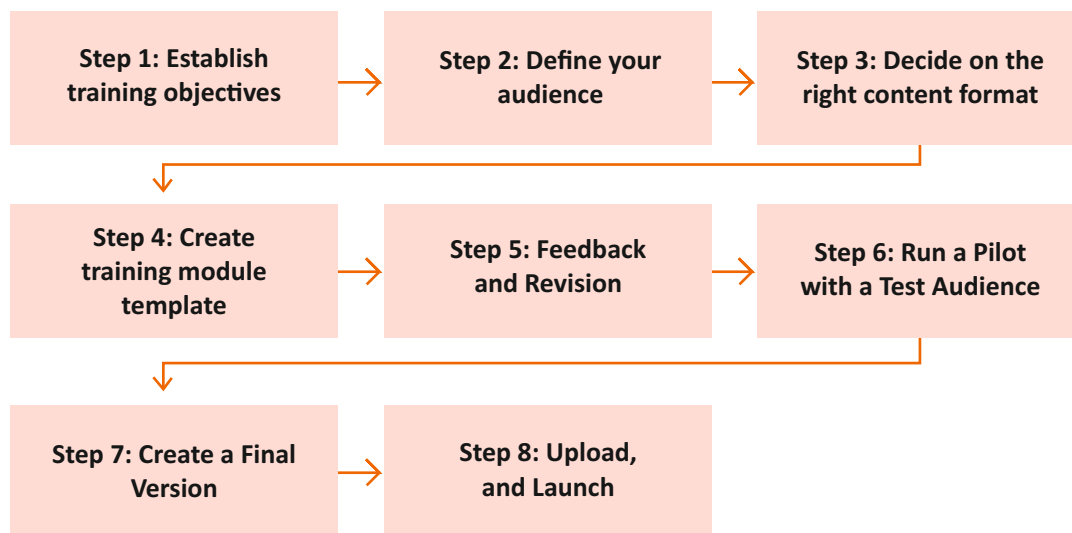 Step 1: Establish
training objectives
Step 2: Define your
audience
Step 3: Decide on the
right content format
Step 4: Create
training module
template
Step 5: Feedback
and Revision
Step 6: Run a Pilot
with a Test Audience
Step 7: Create a Final
Version
Step 8: Upload,
and Launch